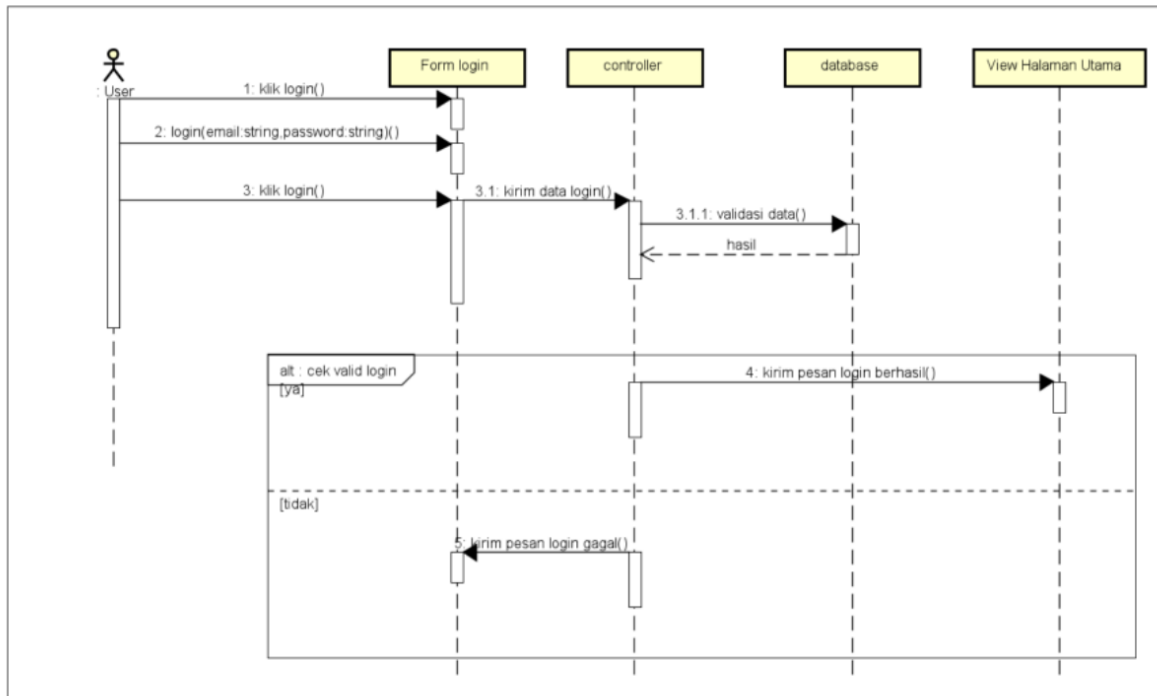 Form login
controller
database
View Halaman Utama
: User
1: klik login()
2: login(email:string,password:string)()
3: klik login()
3.1: kirim data login()
3.1.1: validasi data()
hasil
alt : cek valid login
[ya]
4: kirim pesan login berhasil()
[tidak]
5: kirim pesan login gagal()